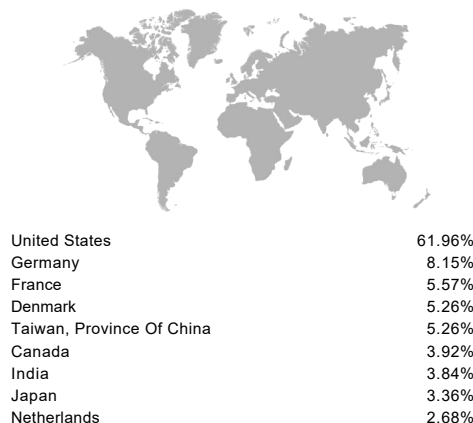 United States 61.96%
Germany 8.15%
France 5.57%
Denmark 5.26%
Taiwan, Province Of China 5.26%
Canada 3.92%
India 3.84%
Japan 3.36%
Netherlands 2.68%